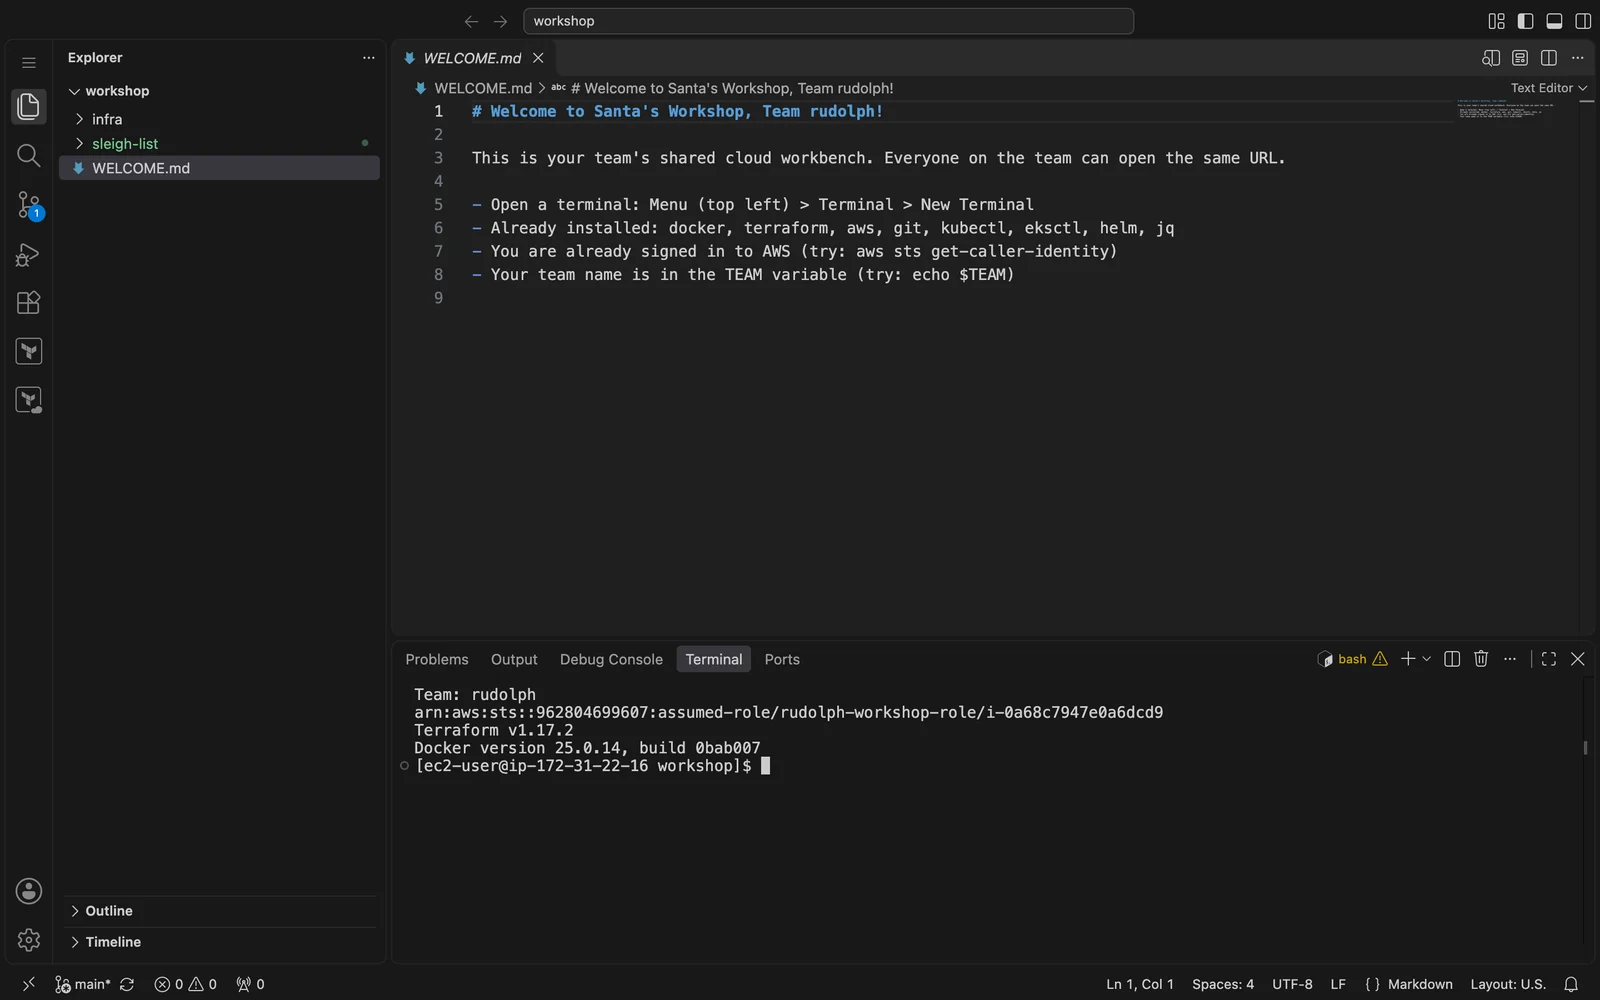 workshop
Explorer
workshop
infra
sleigh-list
WELCOME.md
1
WELCOME.md
WELCOME.md > abc # Welcome to Santa's Workshop, Team rudolph!
Text Editor
1 # Welcome to Santa's Workshop, Team rudolph!
2
3 This is your team's shared cloud workbench. Everyone on the team can open the same URL.
4
5 - Open a terminal: Menu (top left) > Terminal > New Terminal
6 - Already installed: docker, terraform, aws, git, kubectl, eksctl, helm, jq
7 - You are already signed in to AWS (try: aws sts get-caller-identity)
8 - Your team name is in the TEAM variable (try: echo $TEAM)
9
Problems Output Debug Console Terminal Ports
bash
Team: rudolph
arn:aws:sts::962804699607:assumed-role/rudolph-workshop-role/i-0a68c7947e0a6dcd9
Terraform v1.17.2
Docker version 25.0.14, build 0bab007
[ec2-user@ip-172-31-22-16 workshop]$
Outline
Timeline
main* 0 0 0
Ln 1, Col 1 Spaces: 4 UTF-8 LF { } Markdown Layout: U.S.